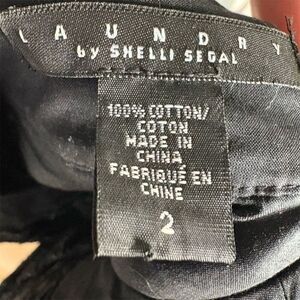 LAUNDRY
by SHELLI SEGAL
100% COTTON/
COTON
MADE IN
CHINA
FABRIQUÉ EN
CHINE
2